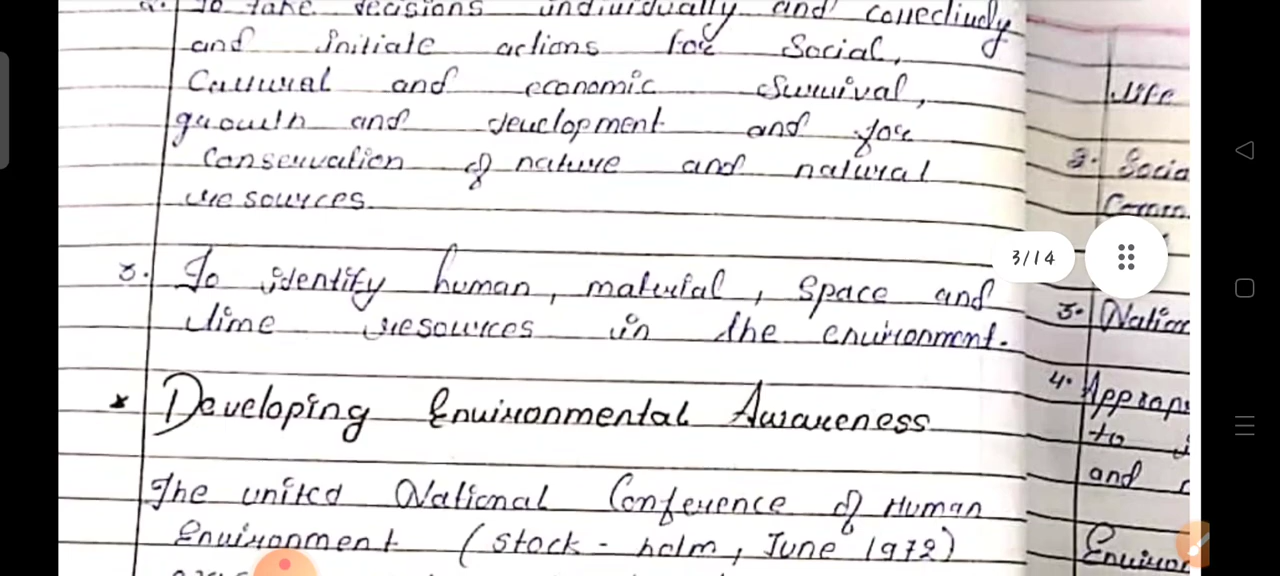 2. To take decisions individually and collectively
and initiate actions for Social,
Cultural and economic survival,
growth and development and for
Conservation of nature and natural
resources.
3. To identify human, material, Space and
time resources in the environment.
* Developing Environmental Awareness
The united National Conference of Human
Environment (stock-holm, June 1972)
life
2. Socia
Comm.
3. Nation
4. Approp
to
and
Environ
3/14